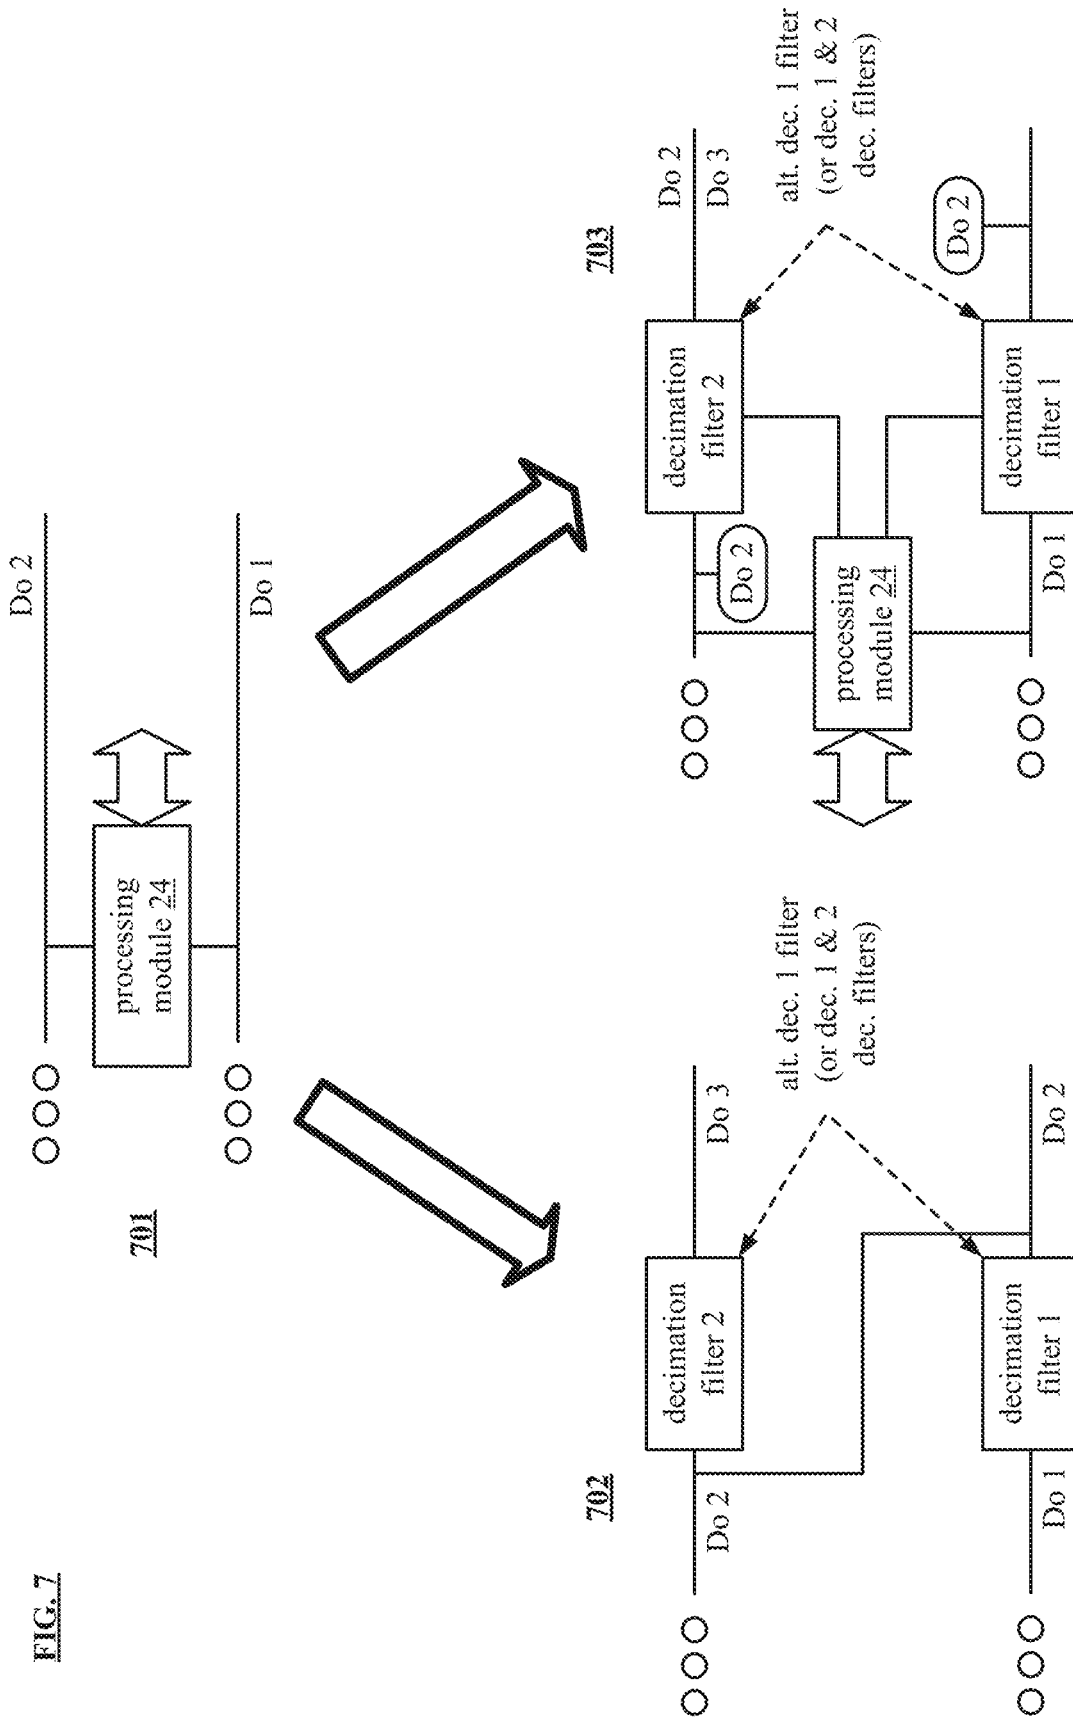 FIG. 7
701
processing
module 24
Do 2
Do 1
702
Do 2
decimation
filter 2
Do 3
alt. dec. 1 filter
(or dec. 1 & 2
dec. filters)
Do 1
decimation
filter 1
Do 2
703
Do 2
decimation
filter 2
Do 2
Do 3
processing
module 24
alt. dec. 1 filter
(or dec. 1 & 2
dec. filters)
Do 2
Do 1
decimation
filter 1